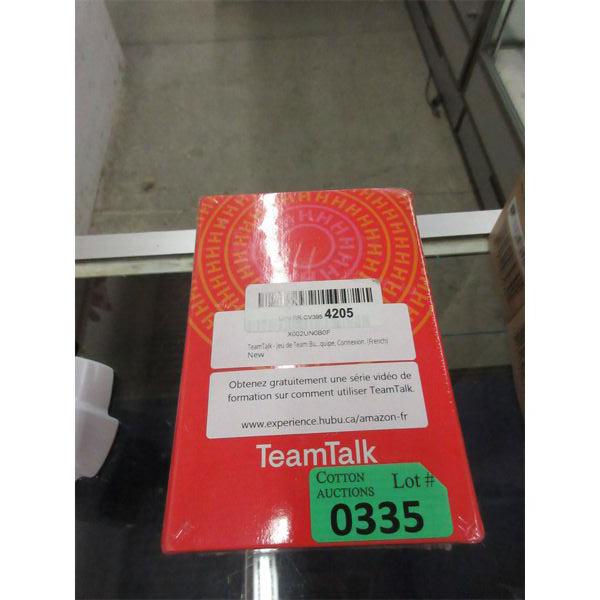 4205
X002UN0B0F
TeamTalk - Jeu de Team Bu...quipe, Connexion. (French)
New
Obtenez gratuitement une série vidéo de
formation sur comment utiliser TeamTalk.
www.experience.hubu.ca/amazon-fr
TeamTalk
COTTON
AUCTIONS
Lot #
0335